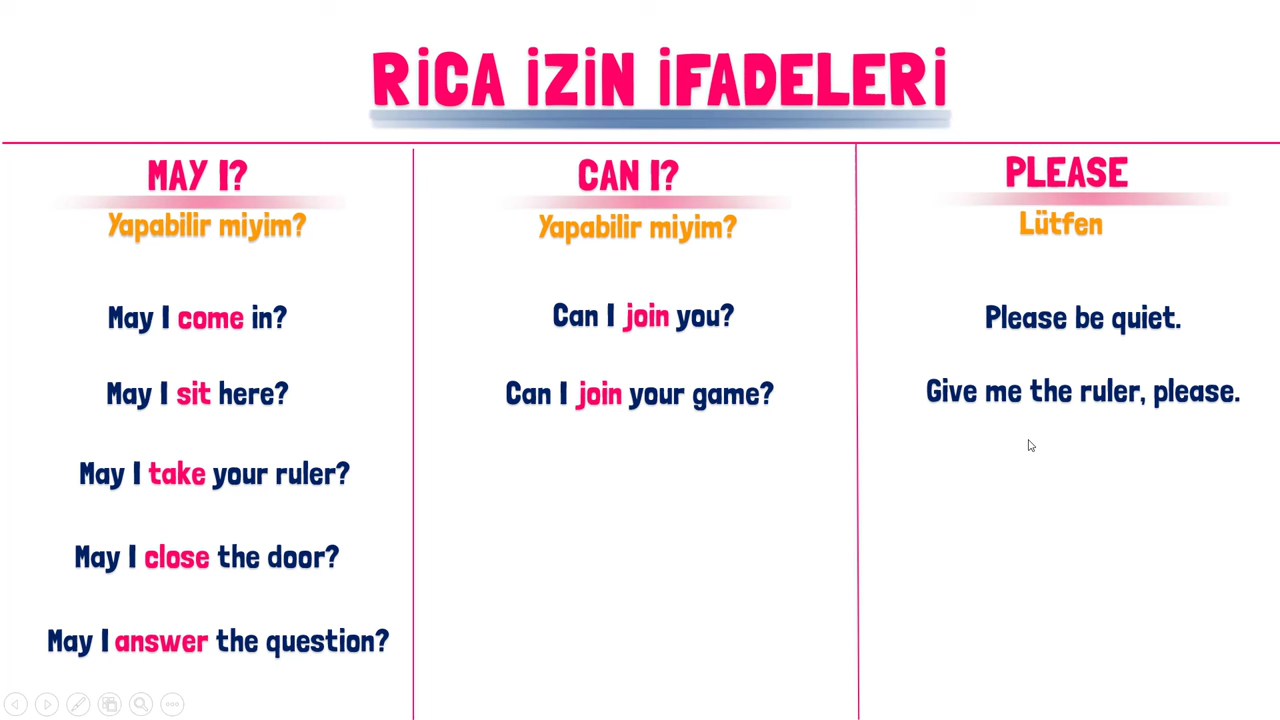 RİCA İZİN İFADELERİ
MAY I?
Yapabilir miyim?
May I come in?
May I sit here?
May I take your ruler?
May I close the door?
May I answer the question?
CAN I?
Yapabilir miyim?
Can I join you?
Can I join your game?
PLEASE
Lütfen
Please be quiet.
Give me the ruler, please.